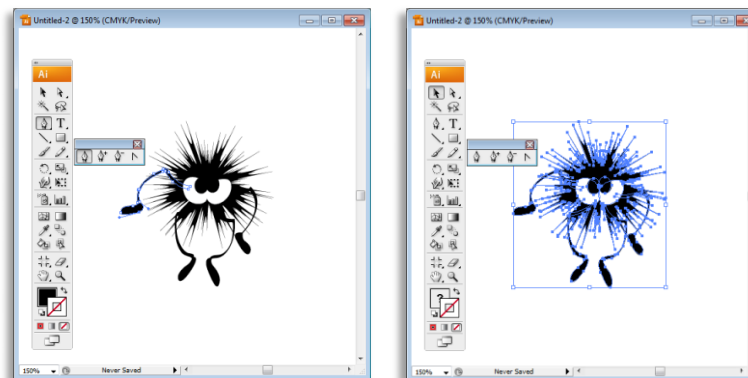 Untitled-2 @ 150% (CMYK/Preview)
Ai
T
?
150%
Never Saved
Untitled-2 @ 150% (CMYK/Preview)
Ai
T
?
150%
Never Saved